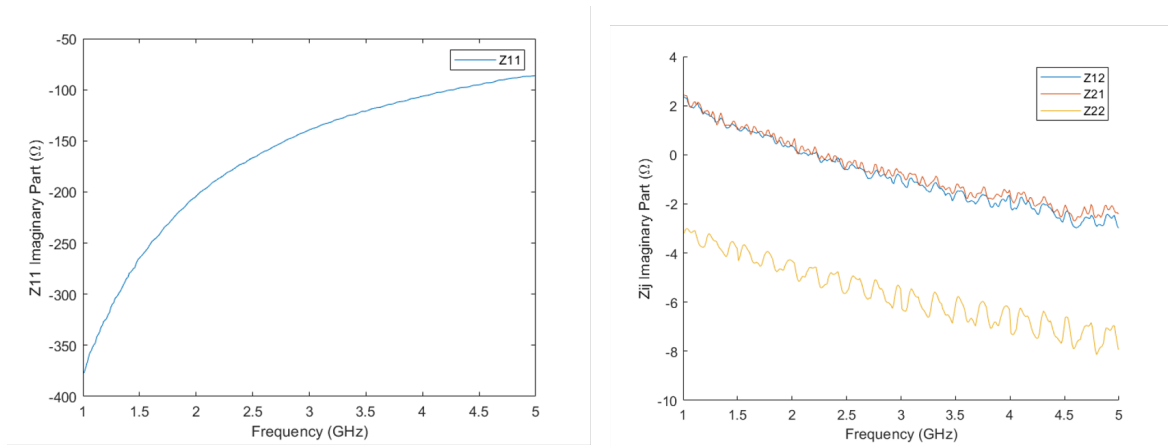 -50
-100
-150
-200
-250
-300
-350
-400
Z11 Imaginary Part (Ω)
Z11
1 1.5 2 2.5 3 3.5 4 4.5 5
Frequency (GHz)
4
2
0
-2
-4
-6
-8
-10
Zij Imaginary Part (Ω)
Z12
Z21
Z22
1 1.5 2 2.5 3 3.5 4 4.5 5
Frequency (GHz)